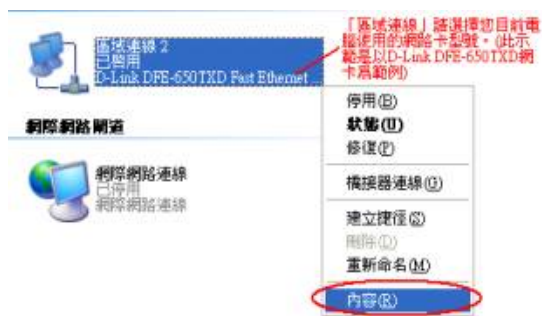 區域連線 2
已啓用
D-Link DFE-650TXD Fast Ethernet ...
「區域連線」請選擇您目前電
腦使用的網路卡型號。(此示
範是以D-Link DFE-650TXD網
卡爲範例)
停用(B)
狀態(U)
修復(P)
橋接器連線(G)
建立捷徑(S)
刪除(D)
重新命名(M)
內容(R)
網際網路閘道
網際網路連線
已停用
網際網路連線